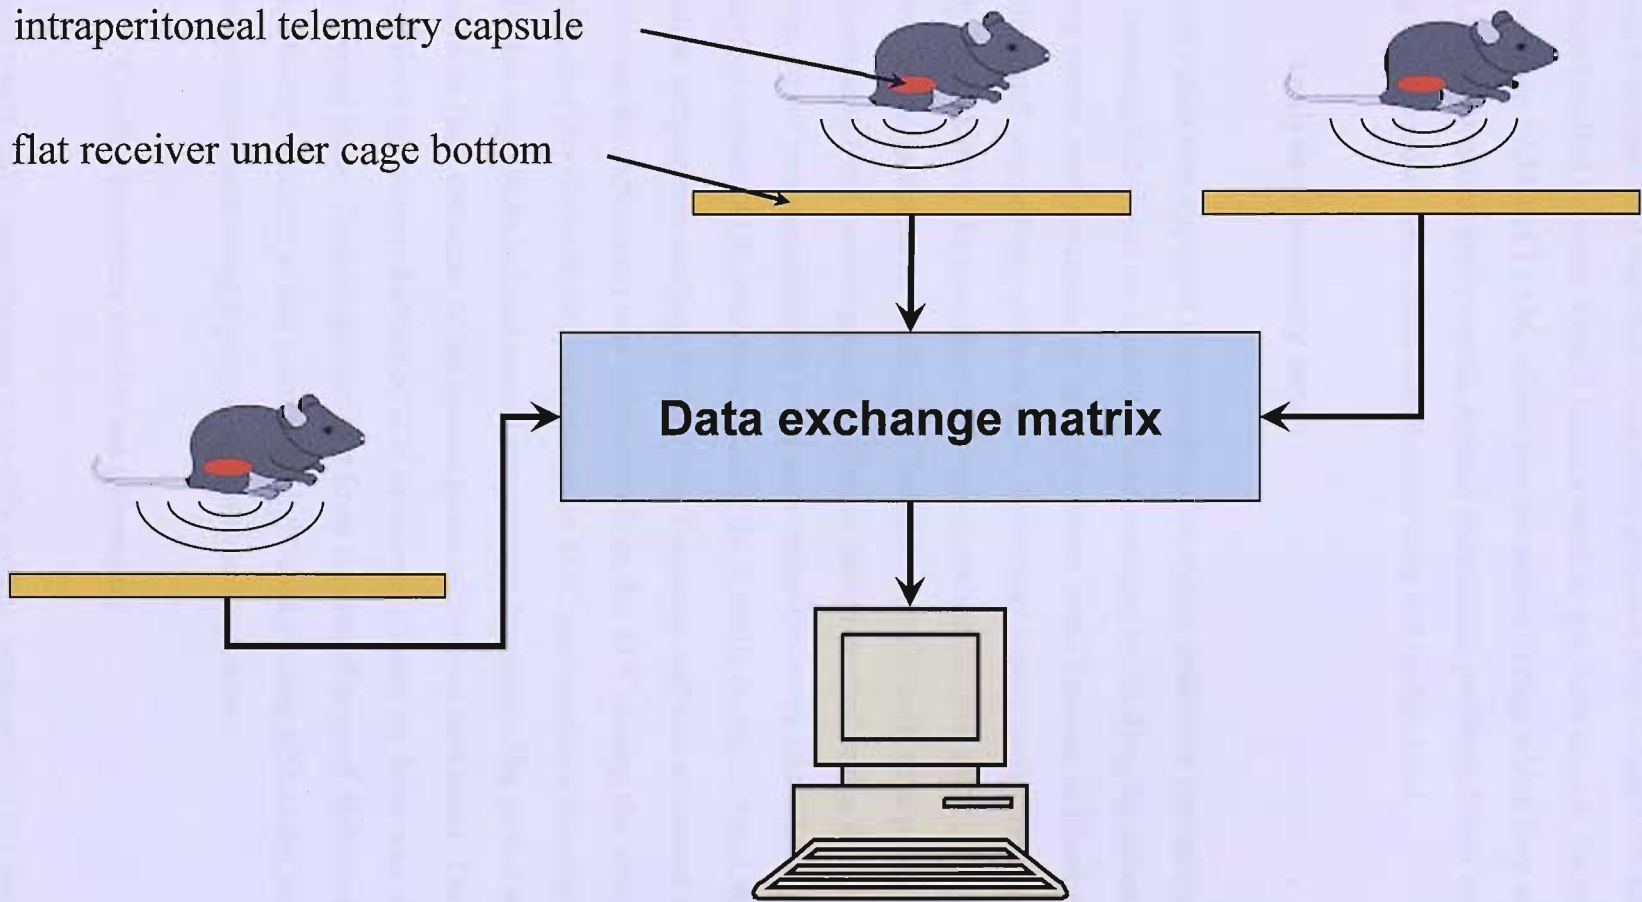 intraperitoneal telemetry capsule
flat receiver under cage bottom
Data exchange matrix